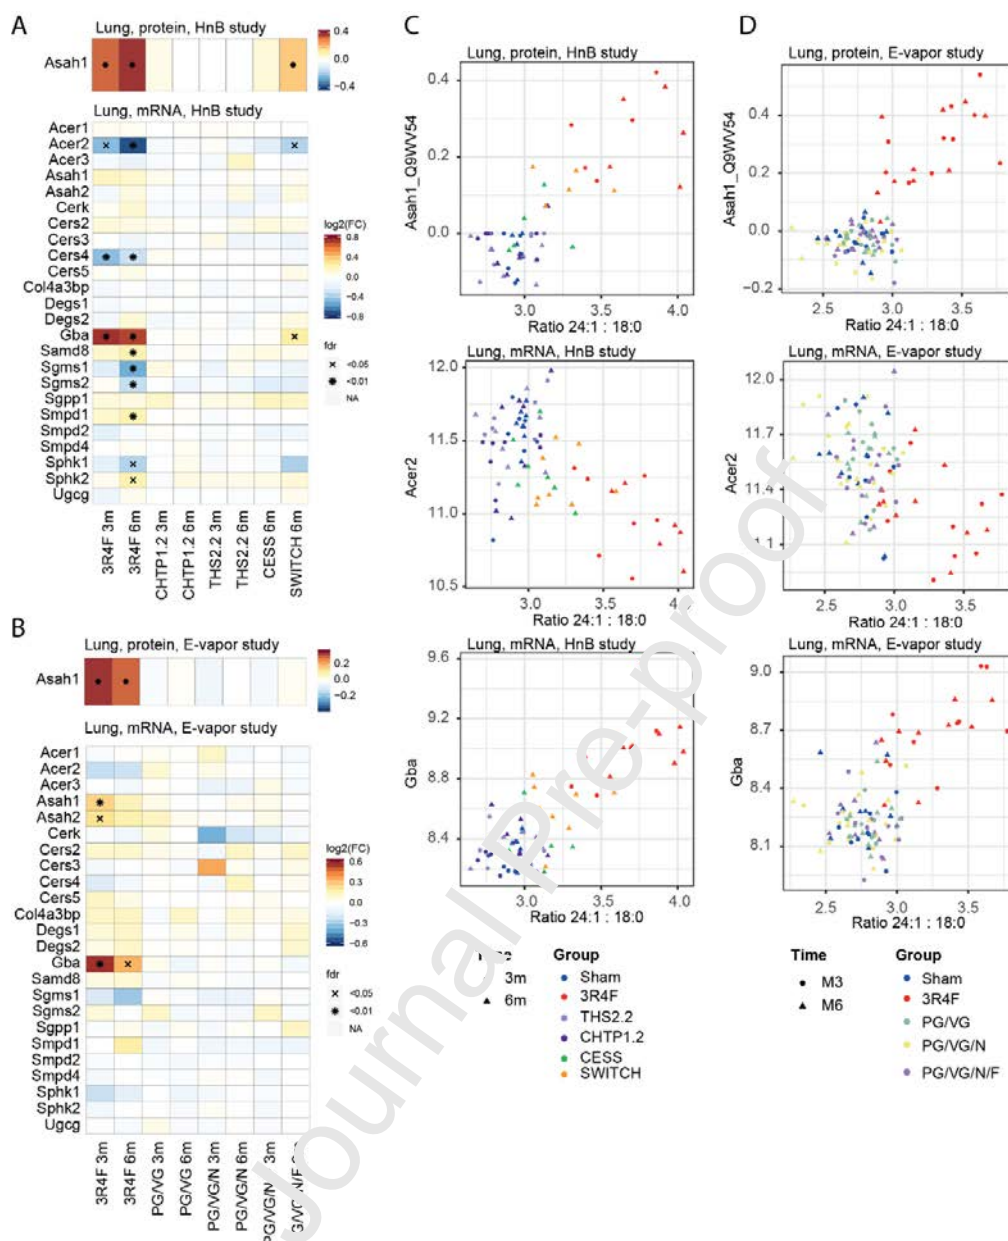 A
Lung, protein, HnB study
Asah1
0.4
0.2
0.0
−0.2
−0.4
Lung, mRNA, HnB study
Acer1
Acer2
Acer3
Asah1
Asah2
Cerk
Cers2
Cers3
Cers4
Cers5
Col4a3bp
Degs1
Degs2
Gba
Samd8
Sgms1
Sgms2
Sgpp1
Smpd1
Smpd2
Smpd4
Sphk1
Sphk2
Ugcg
log2(FC)
0.8
0.4
0.0
−0.4
−0.8
fdr
<0.05
<0.01
NA
3R4F 3m
3R4F 6m
CHTP1.2 3m
CHTP1.2 6m
THS2.2 3m
THS2.2 6m
CESS 6m
SWITCH 6m
B
Lung, protein, E-vapor study
Asah1
0.2
0.0
−0.2
−0.4
Lung, mRNA, E-vapor study
Acer1
Acer2
Acer3
Asah1
Asah2
Cerk
Cers2
Cers3
Cers4
Cers5
Col4a3bp
Degs1
Degs2
Gba
Samd8
Sgms1
Sgms2
Sgpp1
Smpd1
Smpd2
Smpd4
Sphk1
Sphk2
Ugcg
log2(FC)
0.6
0.3
0.0
−0.3
−0.6
fdr
<0.05
<0.01
NA
3R4F 3m
3R4F 6m
PG/VG 3m
PG/VG 6m
PG/VG/N 3m
PG/VG/N 6m
PG/VG/N 3m
G/VG/N/F
C
Lung, protein, HnB study
Asah1_Q9WV54
0.4
0.2
0.0
3.0 3.5 4.0
Ratio 24:1 : 18:0
Lung, mRNA, HnB study
Acer2
12.0
11.5
11.0
10.5
3.0 3.5 4.0
Ratio 24:1 : 18:0
Lung, mRNA, HnB study
Gba
9.6
9.2
8.8
8.4
3.0 3.5 4.0
Ratio 24:1 : 18:0
3m
6m
Group
Sham
3R4F
THS2.2
CHTP1.2
CESS
SWITCH
D
Lung, protein, E-vapor study
Asah1_Q9WV54
0.4
0.2
0.0
−0.2
2.5 3.0 3.5
Ratio 24:1 : 18:0
Lung, mRNA, E-vapor study
Acer2
12.0
11.7
11.4
11.1
2.5 3.0 3.5
Ratio 24:1 : 18:0
Lung, mRNA, E-vapor study
Gba
9.0
8.7
8.4
8.1
2.5 3.0 3.5
Ratio 24:1 : 18:0
Time
M3
M6
Group
Sham
3R4F
PG/VG
PG/VG/N
PG/VG/N/F
Journal Pre-proof